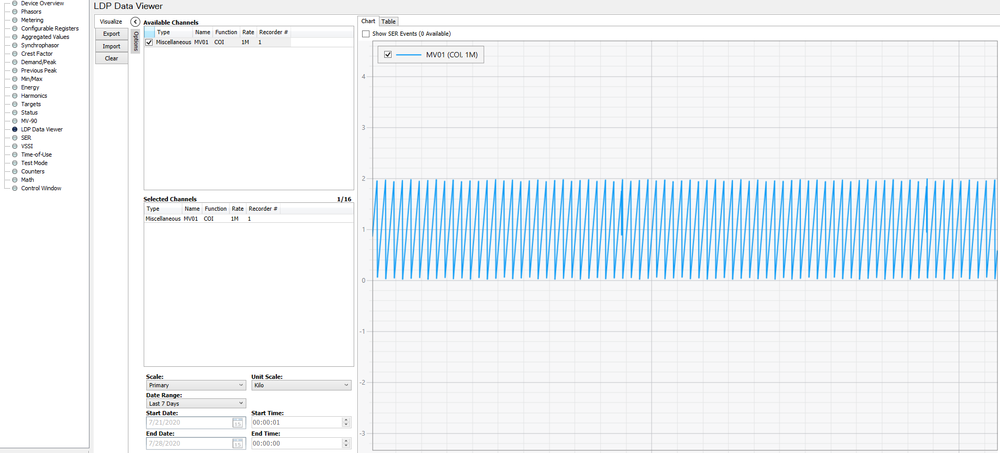 Device Overview
Phasors
Metering
Configurable Registers
Aggregated Values
Synchrophasor
Crest Factor
Demand/Peak
Previous Peak
Min/Max
Energy
Harmonics
Targets
Status
MV-90
LDP Data Viewer
SER
VSSI
Time-of-Use
Test Mode
Counters
Math
Control Window
LDP Data Viewer
Visualize
Export
Import
Clear
Options
Available Channels
Type Name Function Rate Recorder #
Miscellaneous MV01 COI 1M 1
Selected Channels 1/16
Type Name Function Rate Recorder #
Miscellaneous MV01 COI 1M 1
Scale: Unit Scale:
Primary Kilo
Date Range:
Last 7 Days
Start Date: Start Time:
7/21/2020 15 00:00:01
End Date: End Time:
7/28/2020 15 00:00:00
Chart Table
Show SER Events (0 Available)
MV01 (COI, 1M)
4
3
2
1
0
-1
-2
-3